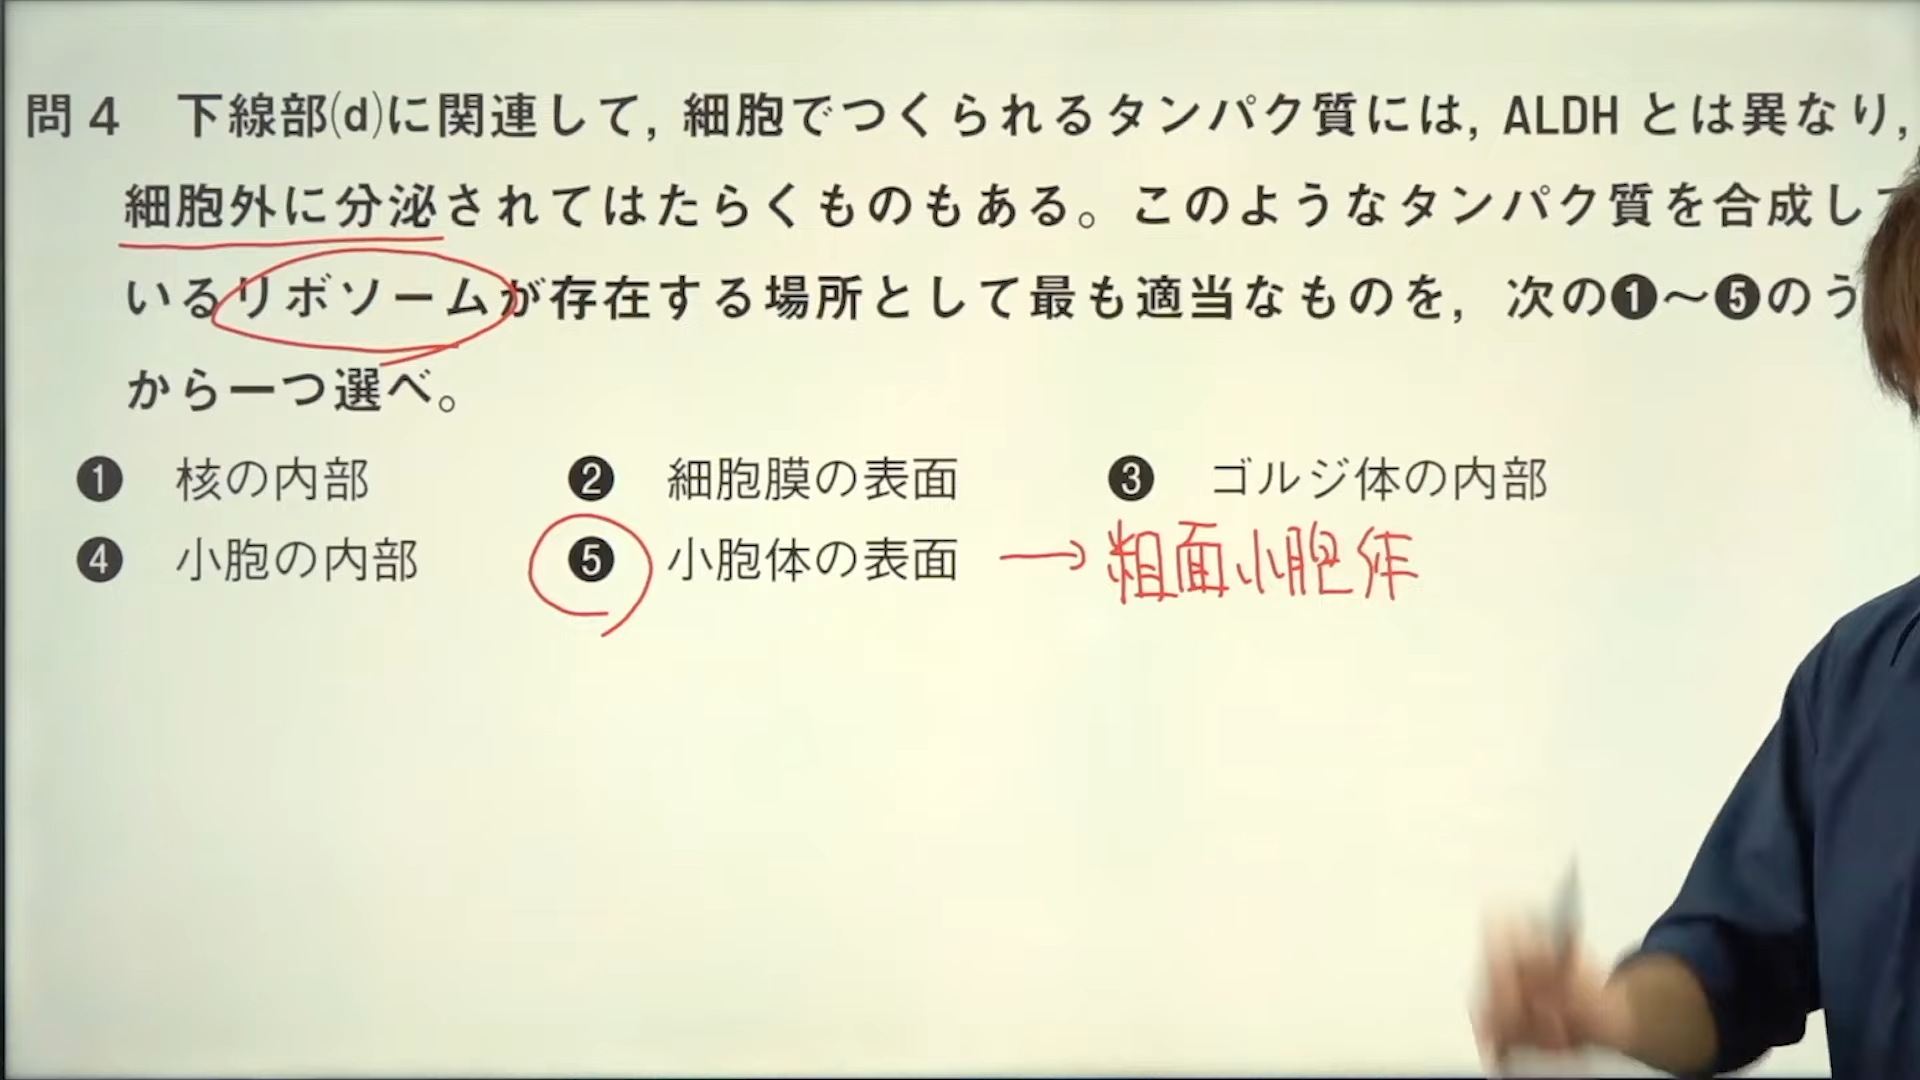 問4 下線部(d)に関連して, 細胞でつくられるタンパク質には, ALDH とは異なり,
細胞外に分泌されてはたらくものもある。このようなタンパク質を合成して
いるリボソームが存在する場所として最も適当なものを, 次の❶〜❺のう
から一つ選べ。
❶ 核の内部 ❷ 細胞膜の表面 ❸ ゴルジ体の内部
❹ 小胞の内部 ❺ 小胞体の表面 → 粗面小胞体